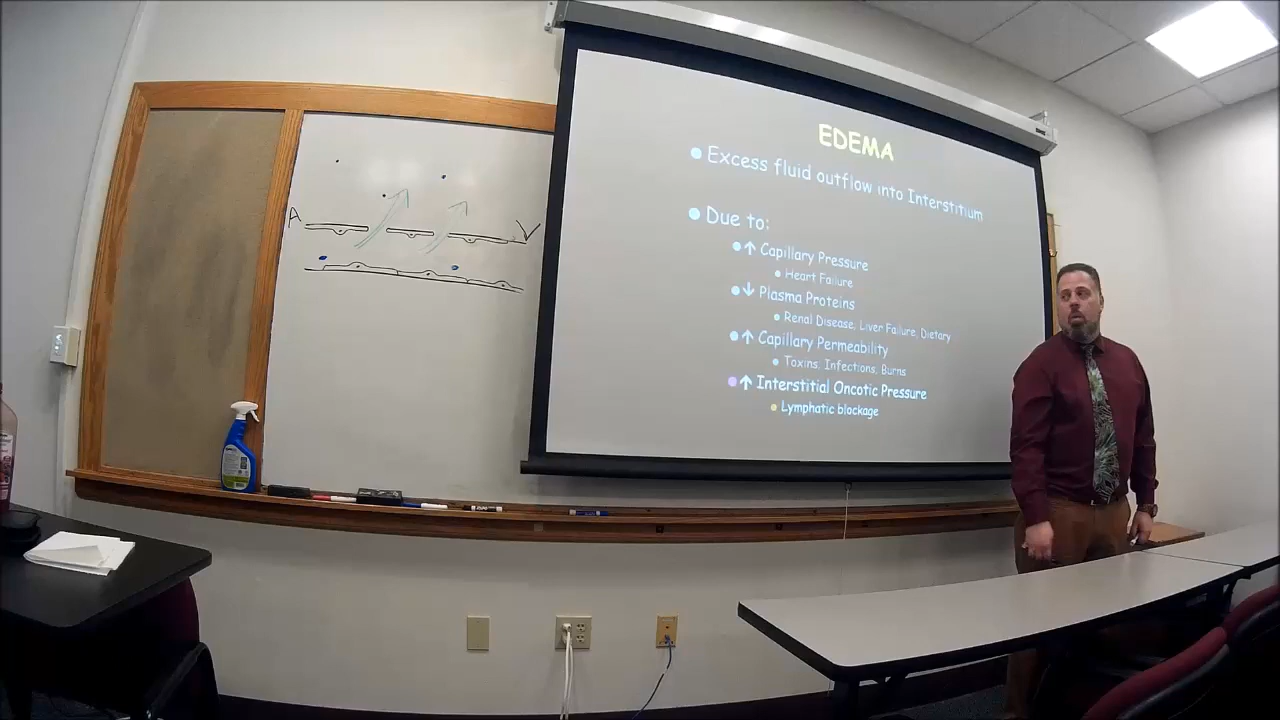 A
V
EDEMA
Excess fluid outflow into Interstitium
Due to:
↑ Capillary Pressure
Heart Failure
↓ Plasma Proteins
Renal Disease, Liver Failure, Dietary
↑ Capillary Permeability
Toxins, Infections, Burns
↑ Interstitial Oncotic Pressure
Lymphatic blockage